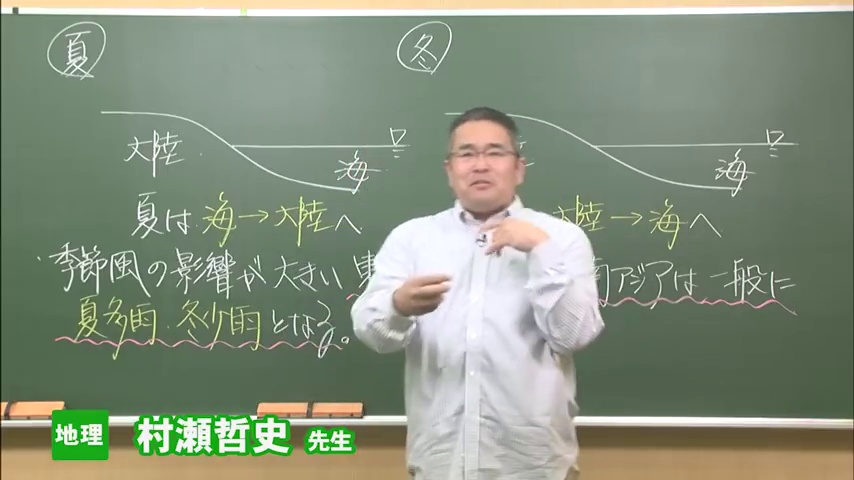 夏
冬
大陸
海
海
夏は 海→大陸へ
大陸→海へ
・季節風の影響が大きい
アジアは一般に
夏多雨・冬少雨となる。
地理 村瀬哲史 先生